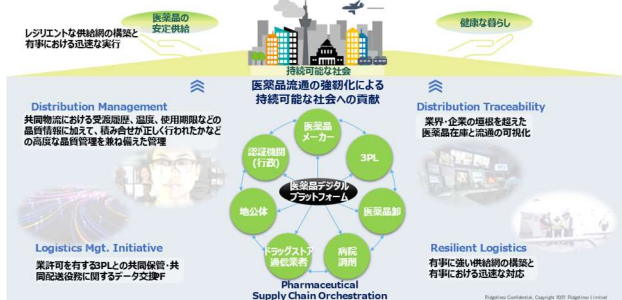 医薬品の
安定供給
健康な暮らし
レジリエントな供給網の構築と
有事における迅速な実行
持続可能な社会
医薬品流通の強靭化による
持続可能な社会への貢献
Distribution Management
共同物流における受渡履歴、温度、使用期限などの
品質情報に加えて、積み合せが正しく行われたかなど
の高度な品質管理を兼ね備えた管理
Distribution Traceability
業界・企業の垣根を超えた
医薬品在庫と流通の可視化
医薬品
メーカー
認証機関
(行政)
3PL
医薬品デジタル
プラットフォーム
地公体
医薬品卸
ドラッグストア
通信業者
病院
調剤
Logistics Mgt. Initiative
業許可を有する3PLとの共同保管・共
同配送役務に関するデータ交換PF
Resilient Logistics
有事に強い供給網の構築と
有事における迅速な対応
Pharmaceutical
Supply Chain Orchestration
Ridgelinez Confidential, Copyright 2021 Ridgelinez Limited